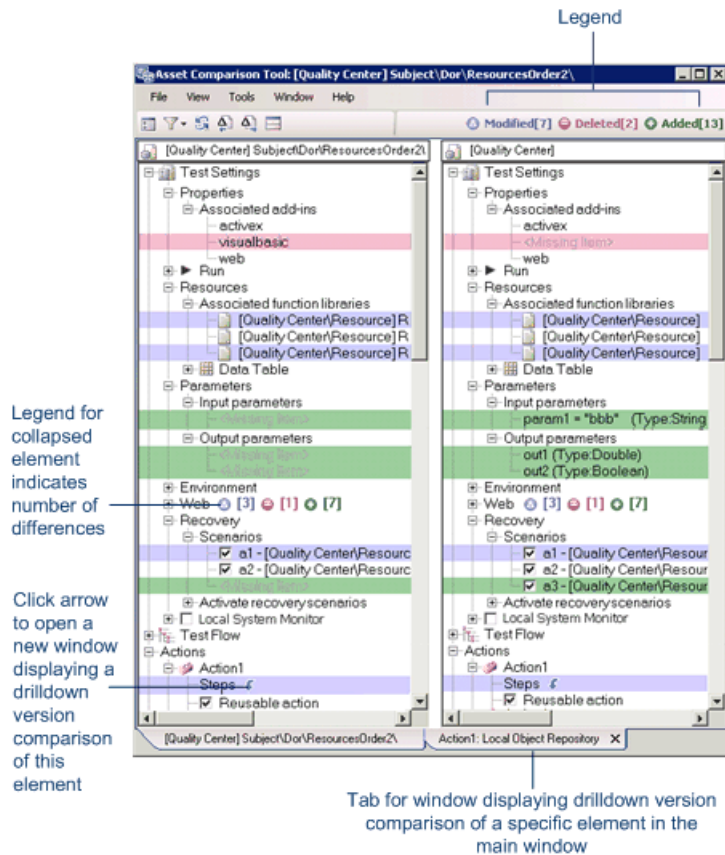 Legend
Asset Comparison Tool: [Quality Center] Subject\Dor\ResourcesOrder2\
File View Tools Window Help
Modified[7] Deleted[2] Added[13]
[Quality Center] Subject\Dor\ResourcesOrder2\
Test Settings
Properties
Associated add-ins
activex
visualbasic
web
Run
Resources
Associated function libraries
[Quality Center\Resource] R
[Quality Center\Resource] R
[Quality Center\Resource] R
Data Table
Parameters
Input parameters
<Missing Item>
Output parameters
<Missing Item>
<Missing Item>
Environment
Web [3] [1] [7]
Recovery
Scenarios
a1 - [Quality Center\Resourc
a2 - [Quality Center\Resourc
<Missing Item>
Activate recovery scenarios
Local System Monitor
Test Flow
Actions
Action1
Steps
Reusable action
[Quality Center]
Test Settings
Properties
Associated add-ins
activex
<Missing Item>
web
Run
Resources
Associated function libraries
[Quality Center\Resource]
[Quality Center\Resource]
[Quality Center\Resource]
Data Table
Parameters
Input parameters
param1 = "bbb" (Type:String
Output parameters
out1 (Type:Double)
out2 (Type:Boolean)
Environment
Web [3] [1] [7]
Recovery
Scenarios
a1 - [Quality Center\Resour
a2 - [Quality Center\Resour
a3 - [Quality Center\Resour
Activate recovery scenarios
Local System Monitor
Test Flow
Actions
Action1
Steps
Reusable action
[Quality Center] Subject\Dor\ResourcesOrder2\
Action1: Local Object Repository X
Legend for
collapsed
element
indicates
number of
differences
Click arrow
to open a
new window
displaying a
drilldown
version
comparison
of this
element
Tab for window displaying drilldown version
comparison of a specific element in the
main window